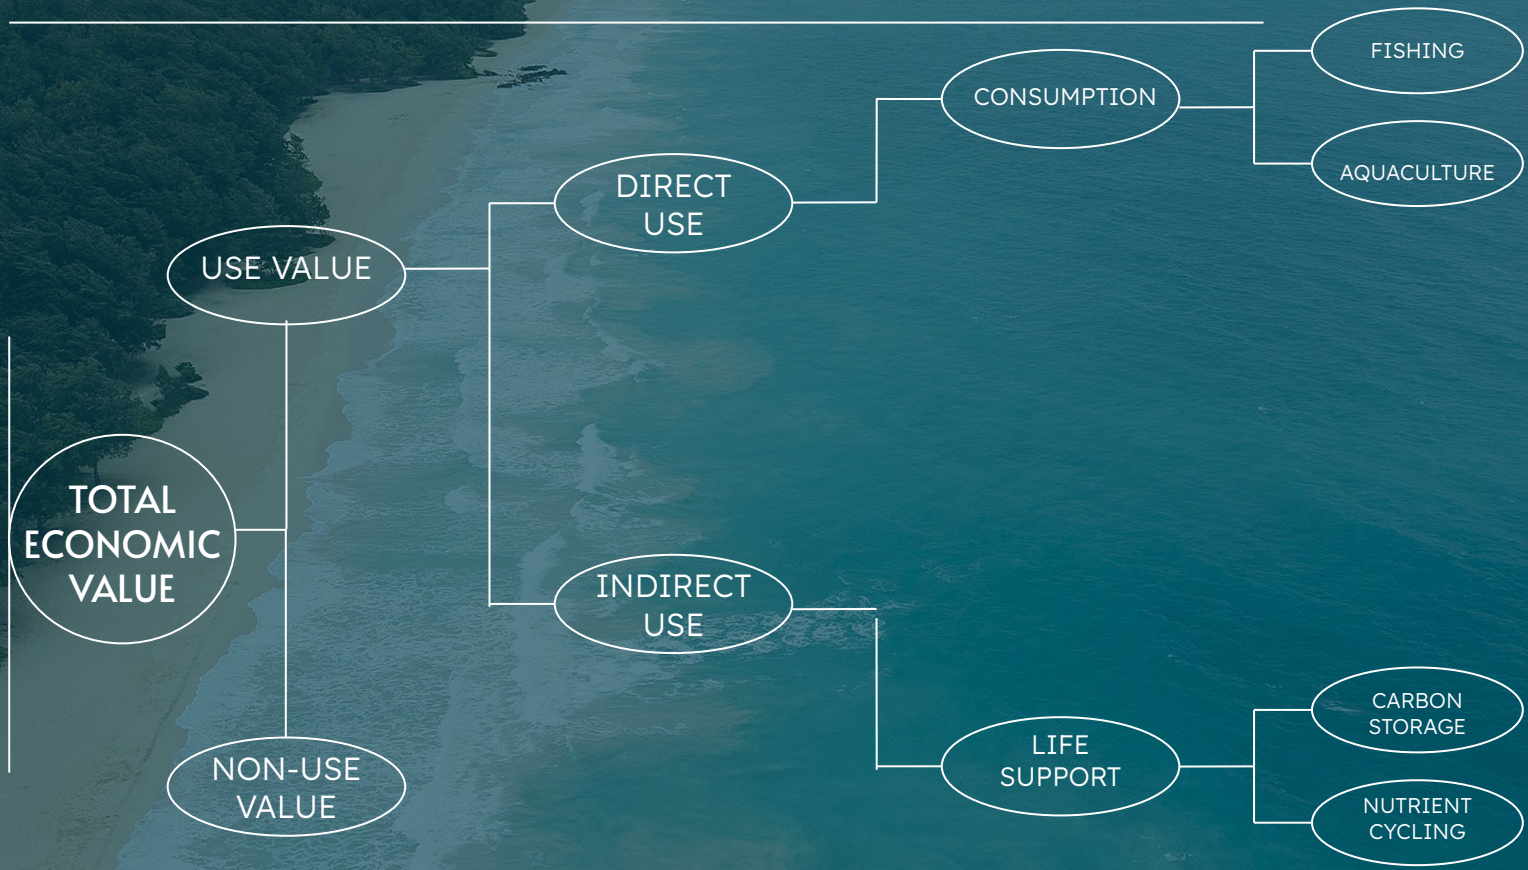 FISHING
CONSUMPTION
AQUACULTURE
DIRECT
USE
USE VALUE
TOTAL
ECONOMIC
VALUE
INDIRECT
USE
CARBON
STORAGE
LIFE
SUPPORT
NON-USE
VALUE
NUTRIENT
CYCLING